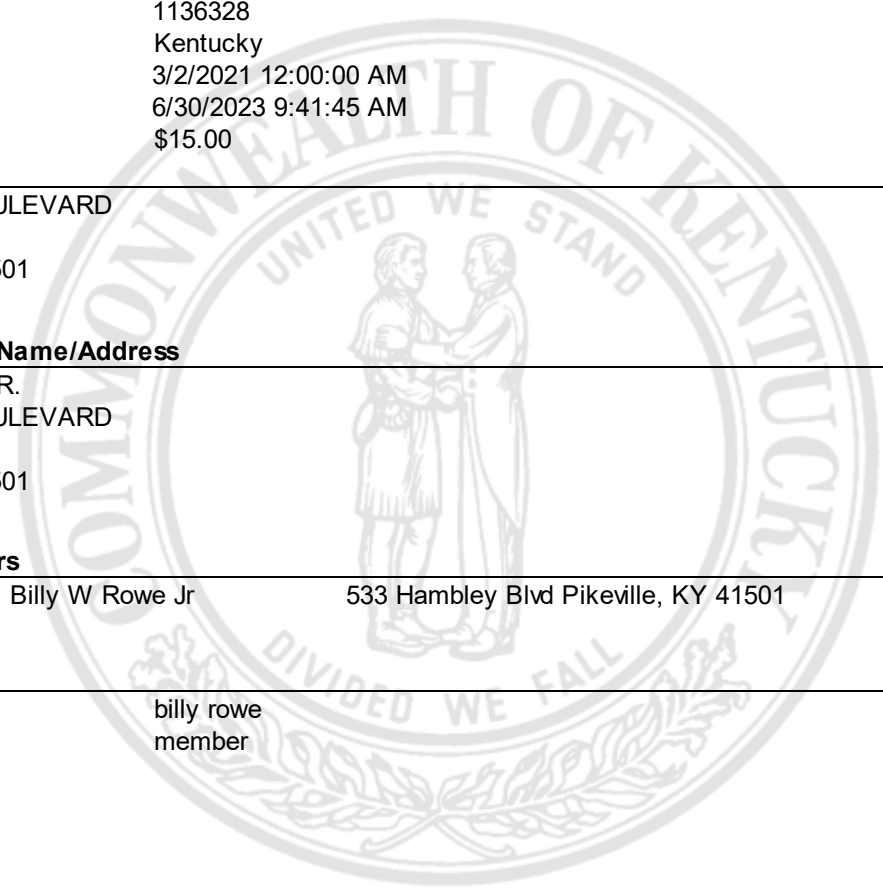 1136328
Kentucky
3/2/2021 12:00:00 AM
6/30/2023 9:41:45 AM
$15.00
ULEVARD
501
Name/Address
R.
ULEVARD
501
rs
Billy W Rowe Jr 533 Hambley Blvd Pikeville, KY 41501
billy rowe
member
COMMONWEALTH OF KENTUCKY
UNITED WE STAND
DIVIDED WE FALL